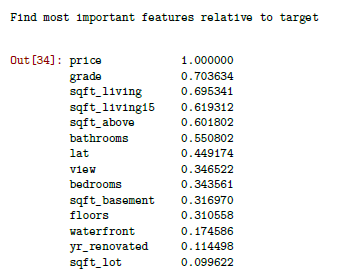 Find most important features relative to target
Out[34]: price 1.000000
grade 0.703634
sqft_living 0.695341
sqft_living15 0.619312
sqft_above 0.601802
bathrooms 0.550802
lat 0.449174
view 0.346522
bedrooms 0.343561
sqft_basement 0.316970
floors 0.310558
waterfront 0.174586
yr_renovated 0.114498
sqft_lot 0.099622